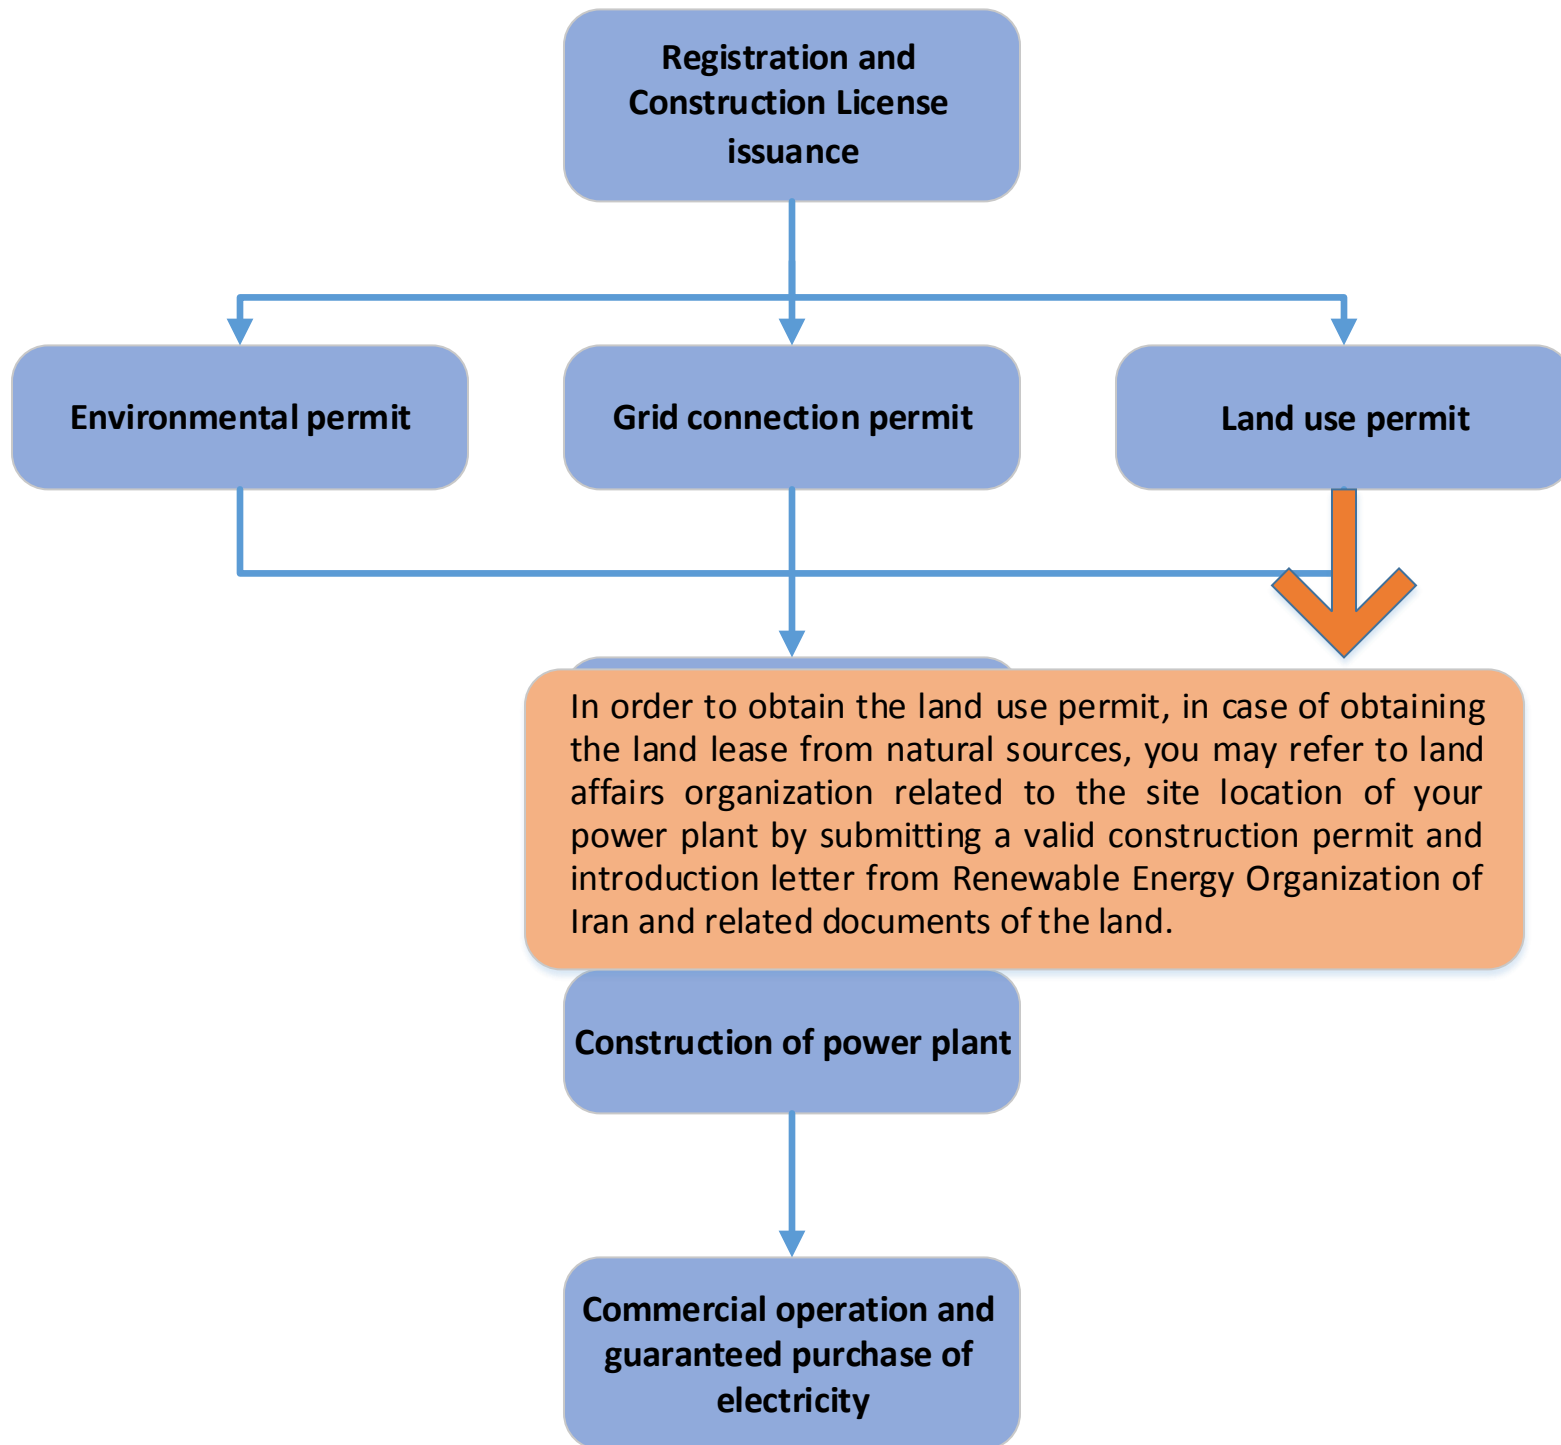 Registration and
Construction License
issuance
Environmental permit
Grid connection permit
Land use permit
In order to obtain the land use permit, in case of obtaining
the land lease from natural sources, you may refer to land
affairs organization related to the site location of your
power plant by submitting a valid construction permit and
introduction letter from Renewable Energy Organization of
Iran and related documents of the land.
Construction of power plant
Commercial operation and
guaranteed purchase of
electricity